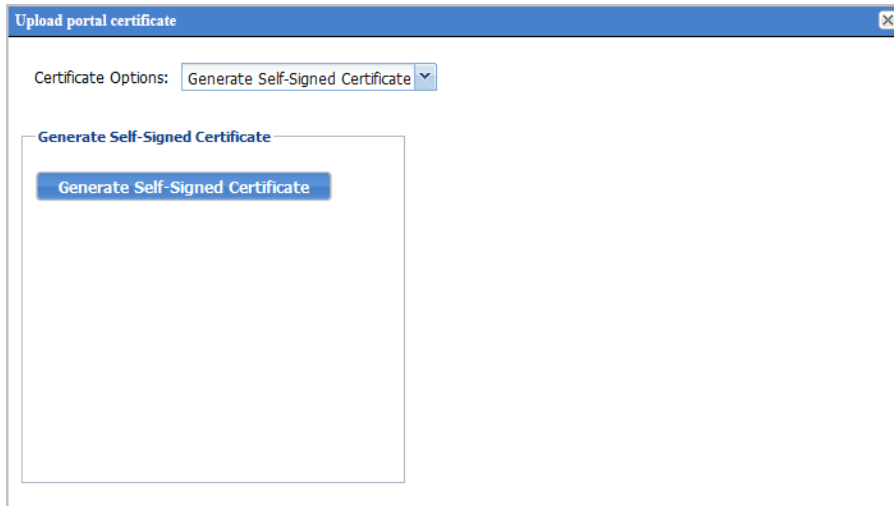 Upload portal certificate
Certificate Options: Generate Self-Signed Certificate
Generate Self-Signed Certificate
Generate Self-Signed Certificate